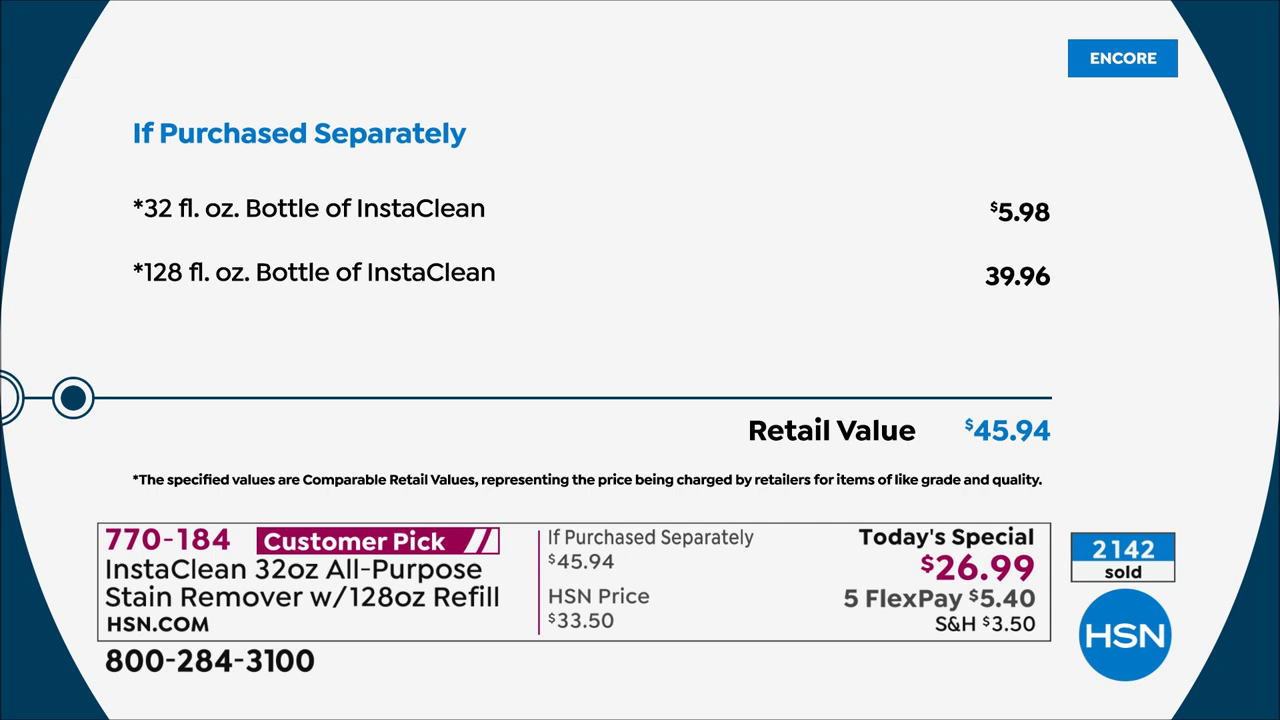 ENCORE
If Purchased Separately
*32 fl. oz. Bottle of InstaClean $5.98
*128 fl. oz. Bottle of InstaClean 39.96
Retail Value $45.94
*The specified values are Comparable Retail Values, representing the price being charged by retailers for items of like grade and quality.
770-184 Customer Pick
InstaClean 32oz All-Purpose
Stain Remover w/128oz Refill
HSN.COM
If Purchased Separately
$45.94
HSN Price
$33.50
Today's Special
$26.99
5 FlexPay $5.40
S&H $3.50
2142
sold
HSN
800-284-3100